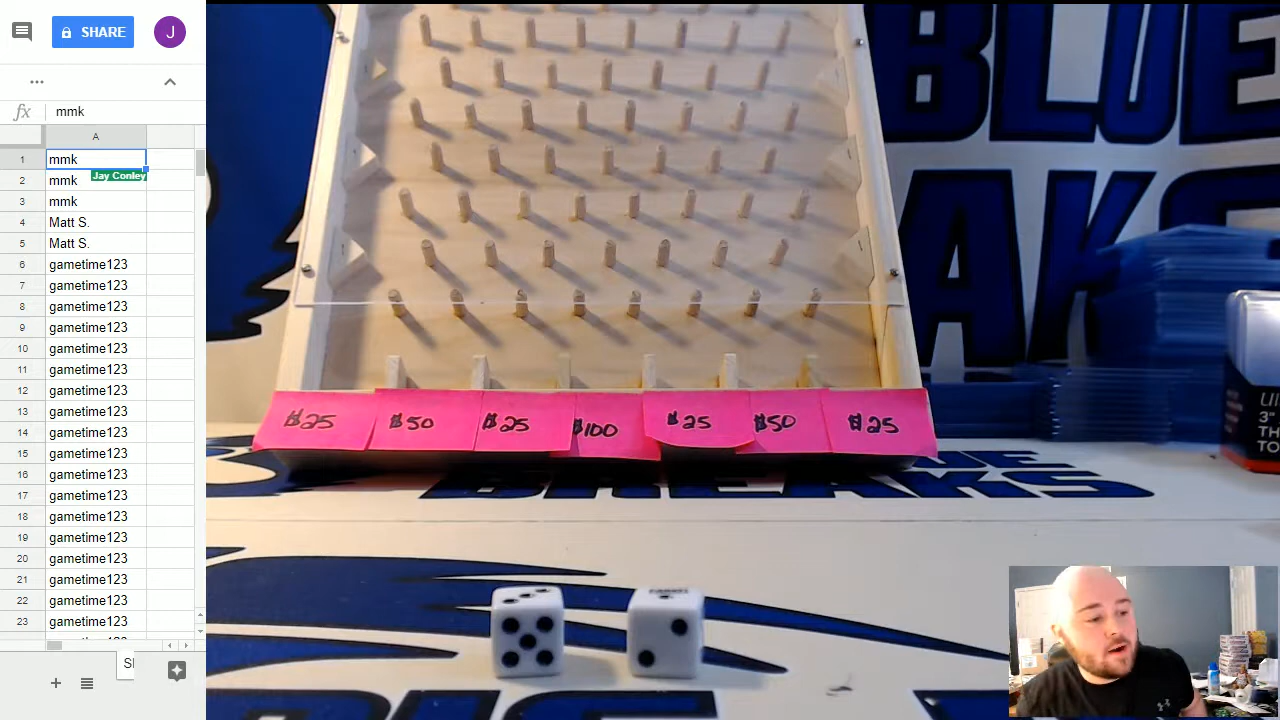 SHARE
J
...
fx mmk
A
1 mmk
Jay Conley
2 mmk
3 mmk
4 Matt S.
5 Matt S.
6 gametime123
7 gametime123
8 gametime123
9 gametime123
10 gametime123
11 gametime123
12 gametime123
13 gametime123
14 gametime123
15 gametime123
16 gametime123
17 gametime123
18 gametime123
19 gametime123
20 gametime123
21 gametime123
22 gametime123
23 gametime123
BLUE
BREAKS
$25 $50 $25 $100 $25 $50 $25
BREAKS
3"